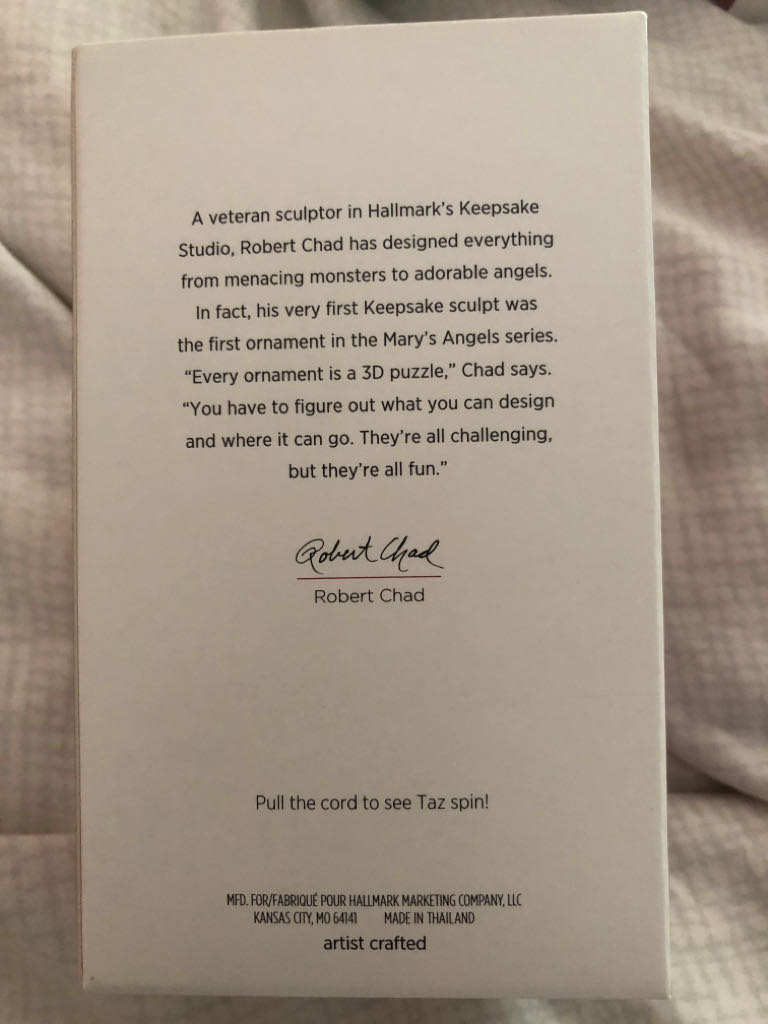 A veteran sculptor in Hallmark's Keepsake
Studio, Robert Chad has designed everything
from menacing monsters to adorable angels.
In fact, his very first Keepsake sculpt was
the first ornament in the Mary's Angels series.
“Every ornament is a 3D puzzle,” Chad says.
“You have to figure out what you can design
and where it can go. They're all challenging,
but they're all fun.”
Robert Chad
Robert Chad
Pull the cord to see Taz spin!
MFD. FOR/FABRIQUÉ POUR HALLMARK MARKETING COMPANY, LLC
KANSAS CITY, MO 64141 MADE IN THAILAND
artist crafted